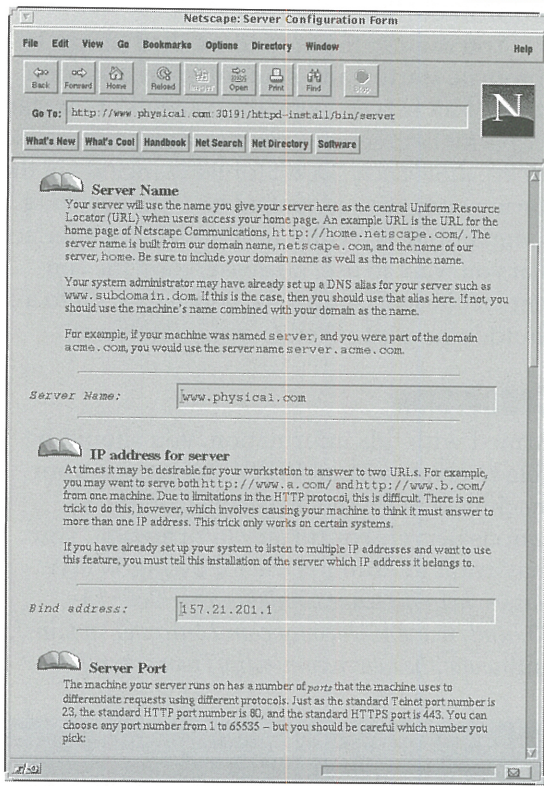 Netscape: Server Configuration Form
File Edit View Go Bookmarks Options Directory Window Help
Back Forward Home Reload Images Open Print Find Stop
Go To: http://www.physical.com:30191/httpd-install/bin/server
N
What's New What's Cool Handbook Net Search Net Directory Software
Server Name
Your server will use the name you give your server here as the central Uniform Resource
Locator (URL) when users access your home page. An example URL is the URL for the
home page of Netscape Communications, http://home.netscape.com/. The
server name is built from our domain name, netscape.com, and the name of our
server, home. Be sure to include your domain name as well as the machine name.
Your system administrator may have already set up a DNS alias for your server such as
www.subdomain.dom. If this is the case, then you should use that alias here. If not, you
should use the machine's name combined with your domain as the name.
For example, if your machine was named server, and you were part of the domain
acme.com, you would use the server name server.acme.com.
Server Name: www.physical.com
IP address for server
At times it may be desirable for your workstation to answer to two URLs. For example,
you may want to serve both http://www.a.com/ and http://www.b.com/
from one machine. Due to limitations in the HTTP protocol, this is difficult. There is one
trick to do this, however, which involves causing your machine to think it must answer to
more than one IP address. This trick only works on certain systems.
If you have already set up your system to listen to multiple IP addresses and want to use
this feature, you must tell this installation of the server which IP address it belongs to.
Bind address: 157.21.201.1
Server Port
The machine your server runs on has a number of ports that the machine uses to
differentiate requests using different protocols. Just as the standard Telnet port number is
23, the standard HTTP port number is 80, and the standard HTTPS port is 443. You can
choose any port number from 1 to 65535 – but you should be careful which number you
pick: